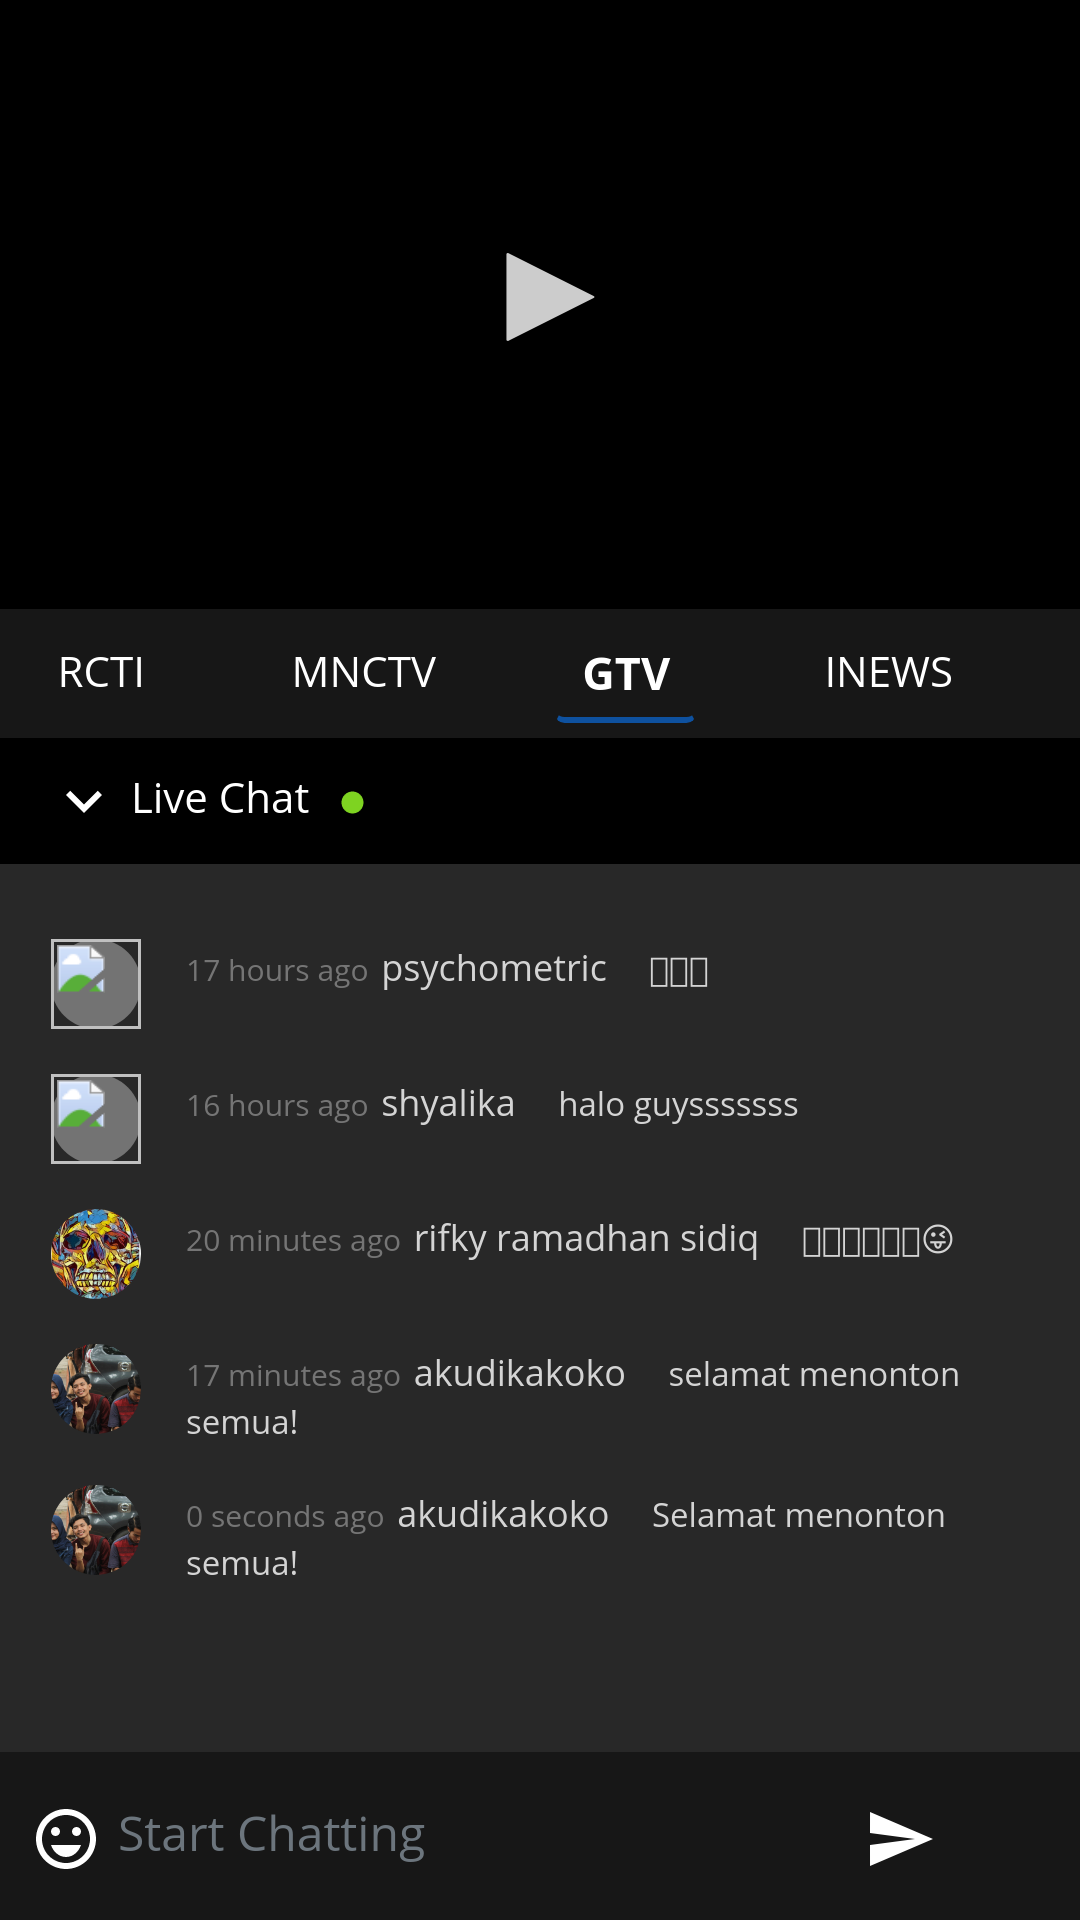 RCTI MNCTV GTV INEWS
Live Chat
17 hours ago psychometric
16 hours ago shyalika halo guysssssss
20 minutes ago rifky ramadhan sidiq 😜
17 minutes ago akudikakoko selamat menonton
semua!
0 seconds ago akudikakoko Selamat menonton
semua!
Start Chatting